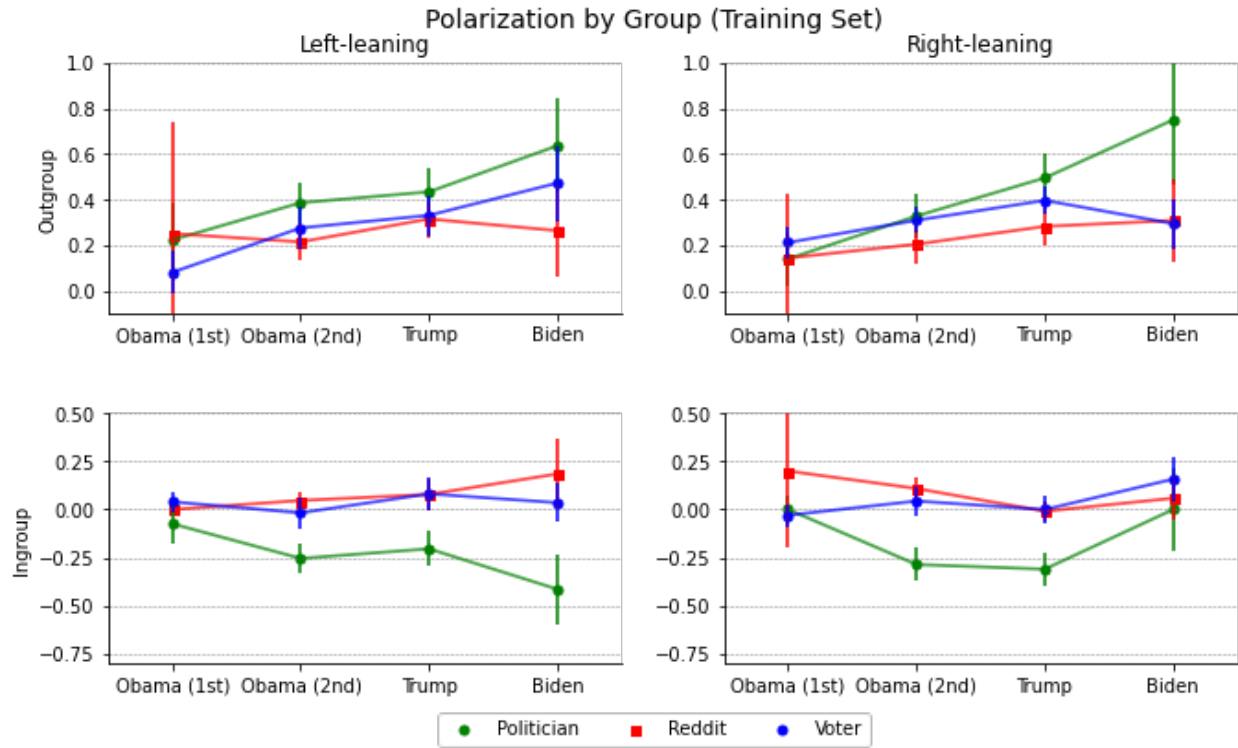 Polarization by Group (Training Set)
Left-leaning
Right-leaning
Outgroup
1.0
0.8
0.6
0.4
0.2
0.0
Obama (1st) Obama (2nd) Trump Biden
1.0
0.8
0.6
0.4
0.2
0.0
Obama (1st) Obama (2nd) Trump Biden
Ingroup
0.50
0.25
0.00
−0.25
−0.50
−0.75
Obama (1st) Obama (2nd) Trump Biden
0.50
0.25
0.00
−0.25
−0.50
−0.75
Obama (1st) Obama (2nd) Trump Biden
Politician Reddit Voter